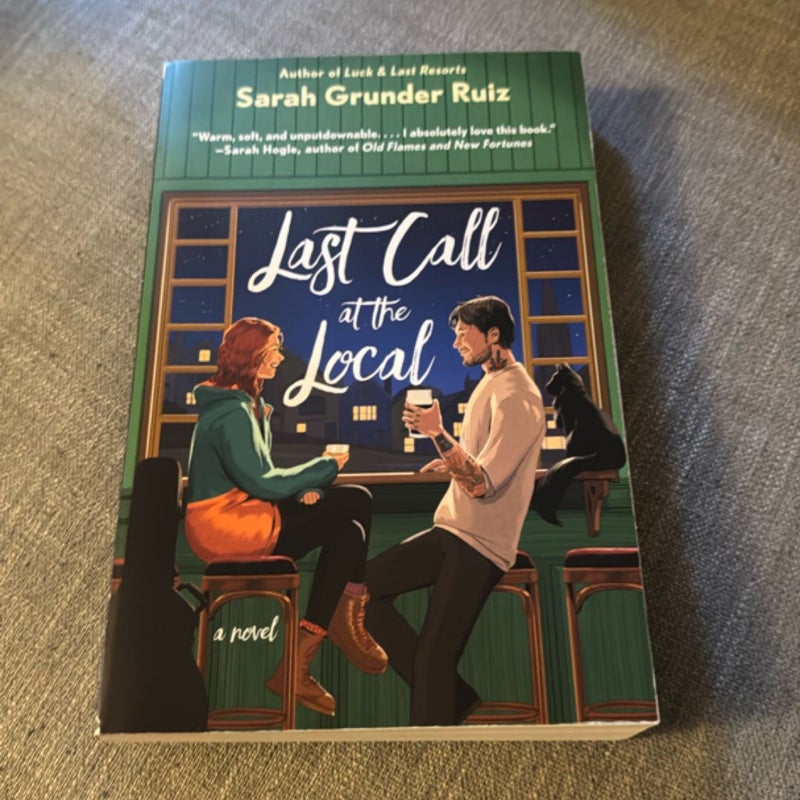 Author of Luck & Last Resorts
Sarah Grunder Ruiz
"Warm, soft, and unputdownable. . . . I absolutely love this book."
—Sarah Hogle, author of Old Flames and New Fortunes
Last Call
at the
Local
a novel